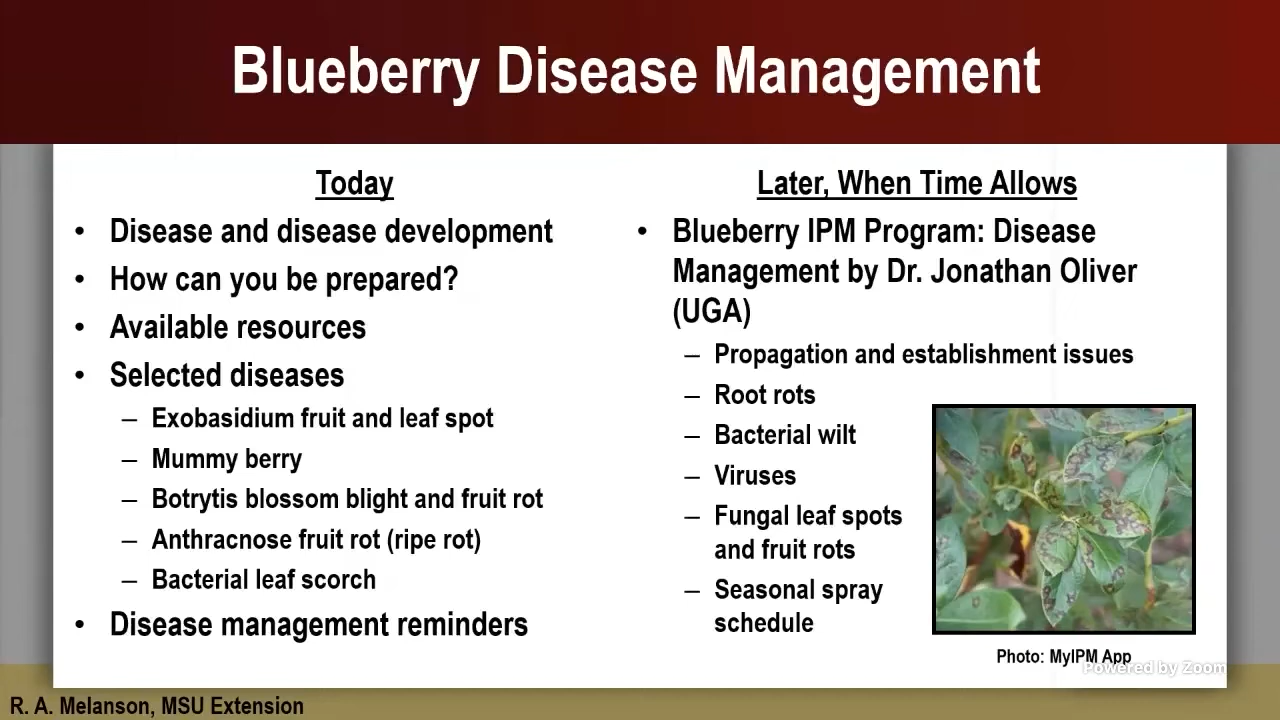 Blueberry Disease Management
Today
• Disease and disease development
• How can you be prepared?
• Available resources
• Selected diseases
– Exobasidium fruit and leaf spot
– Mummy berry
– Botrytis blossom blight and fruit rot
– Anthracnose fruit rot (ripe rot)
– Bacterial leaf scorch
• Disease management reminders
Later, When Time Allows
• Blueberry IPM Program: Disease
Management by Dr. Jonathan Oliver
(UGA)
– Propagation and establishment issues
– Root rots
– Bacterial wilt
– Viruses
– Fungal leaf spots
and fruit rots
– Seasonal spray
schedule
Photo: MyIPM App
Powered by Zoom
R. A. Melanson, MSU Extension